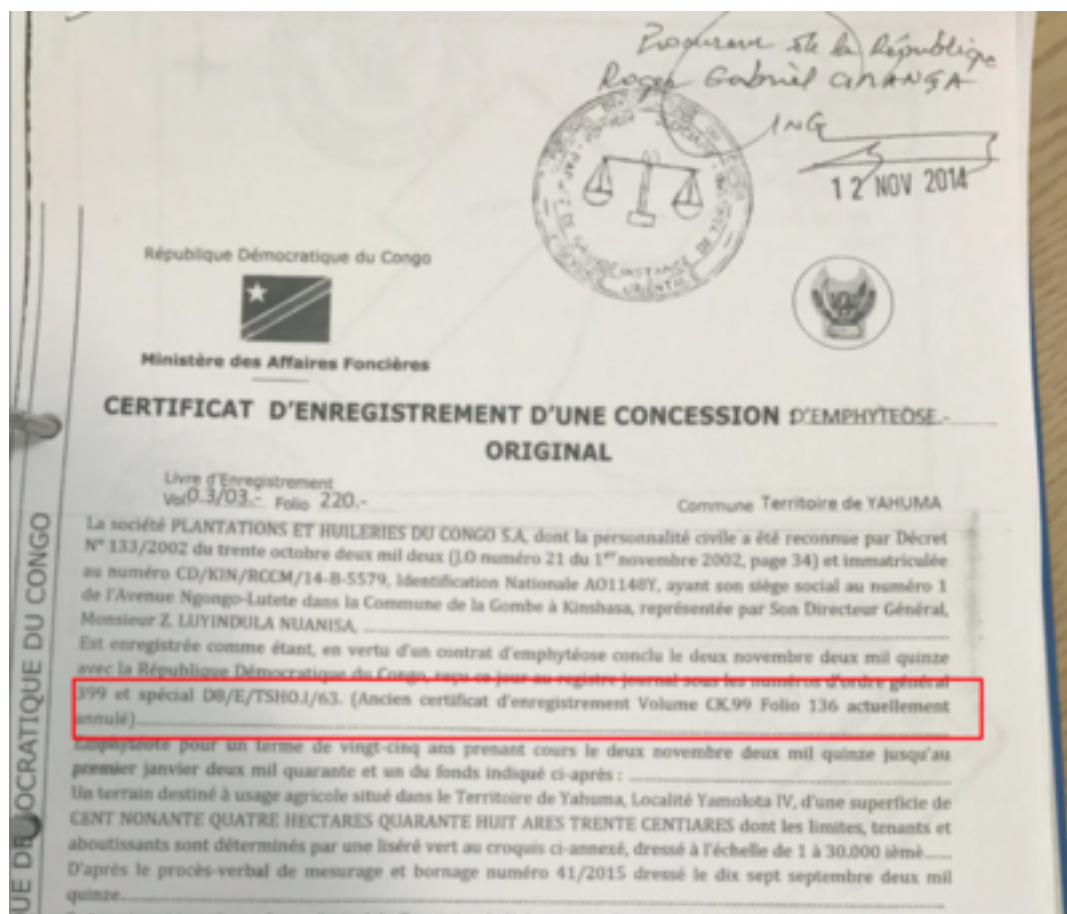 Procureur de la République
Roger Gabriel
ING
12 NOV 2014
République Démocratique du Congo
Ministère des Affaires Foncières
CERTIFICAT D'ENREGISTREMENT D'UNE CONCESSION D'EMPHYTEOSE.-
ORIGINAL
Livre d'Enregistrement
Vol 0.3/03.- Folio 220.-
Commune Territoire de YAHUMA
La société PLANTATIONS ET HUILERIES DU CONGO S.A, dont la personnalité civile a été reconnue par Décret
N° 133/2002 du trente octobre deux mil deux (J.O numéro 21 du 1er novembre 2002, page 34) et immatriculée
au numéro CD/KIN/RCCM/14-B-5579, Identification Nationale A01148Y, ayant son siège social au numéro 1
de l'Avenue Ngongo-Lutete dans la Commune de la Gombe à Kinshasa, représentée par Son Directeur Général,
Monsieur Z. LUYINDULA NUANISA,
Est enregistrée comme étant, en vertu d'un contrat d'emphytéose conclu le deux novembre deux mil quinze
avec la République Démocratique du Congo, reçu ce jour au registre journal sous les numéros d'ordre général
399 et spécial D8/E/TSHO.I/63. (Ancien certificat d'enregistrement Volume CK.99 Folio 136 actuellement
annulé)
Emphytéote pour un terme de vingt-cinq ans prenant cours le deux novembre deux mil quinze jusqu'au
premier janvier deux mil quarante et un du fonds indiqué ci-après :
Un terrain destiné à usage agricole situé dans le Territoire de Yahuma, Localité Yamolota IV, d'une superficie de
CENT NONANTE QUATRE HECTARES QUARANTE HUIT ARES TRENTE CENTIARES dont les limites, tenants et
aboutissants sont déterminés par une liséré vert au croquis ci-annexé, dressé à l'échelle de 1 à 30.000 ièmè
D'après le procès-verbal de mesurage et bornage numéro 41/2015 dressé le dix sept septembre deux mil
quinze
OCRATIQUE DU CONGO